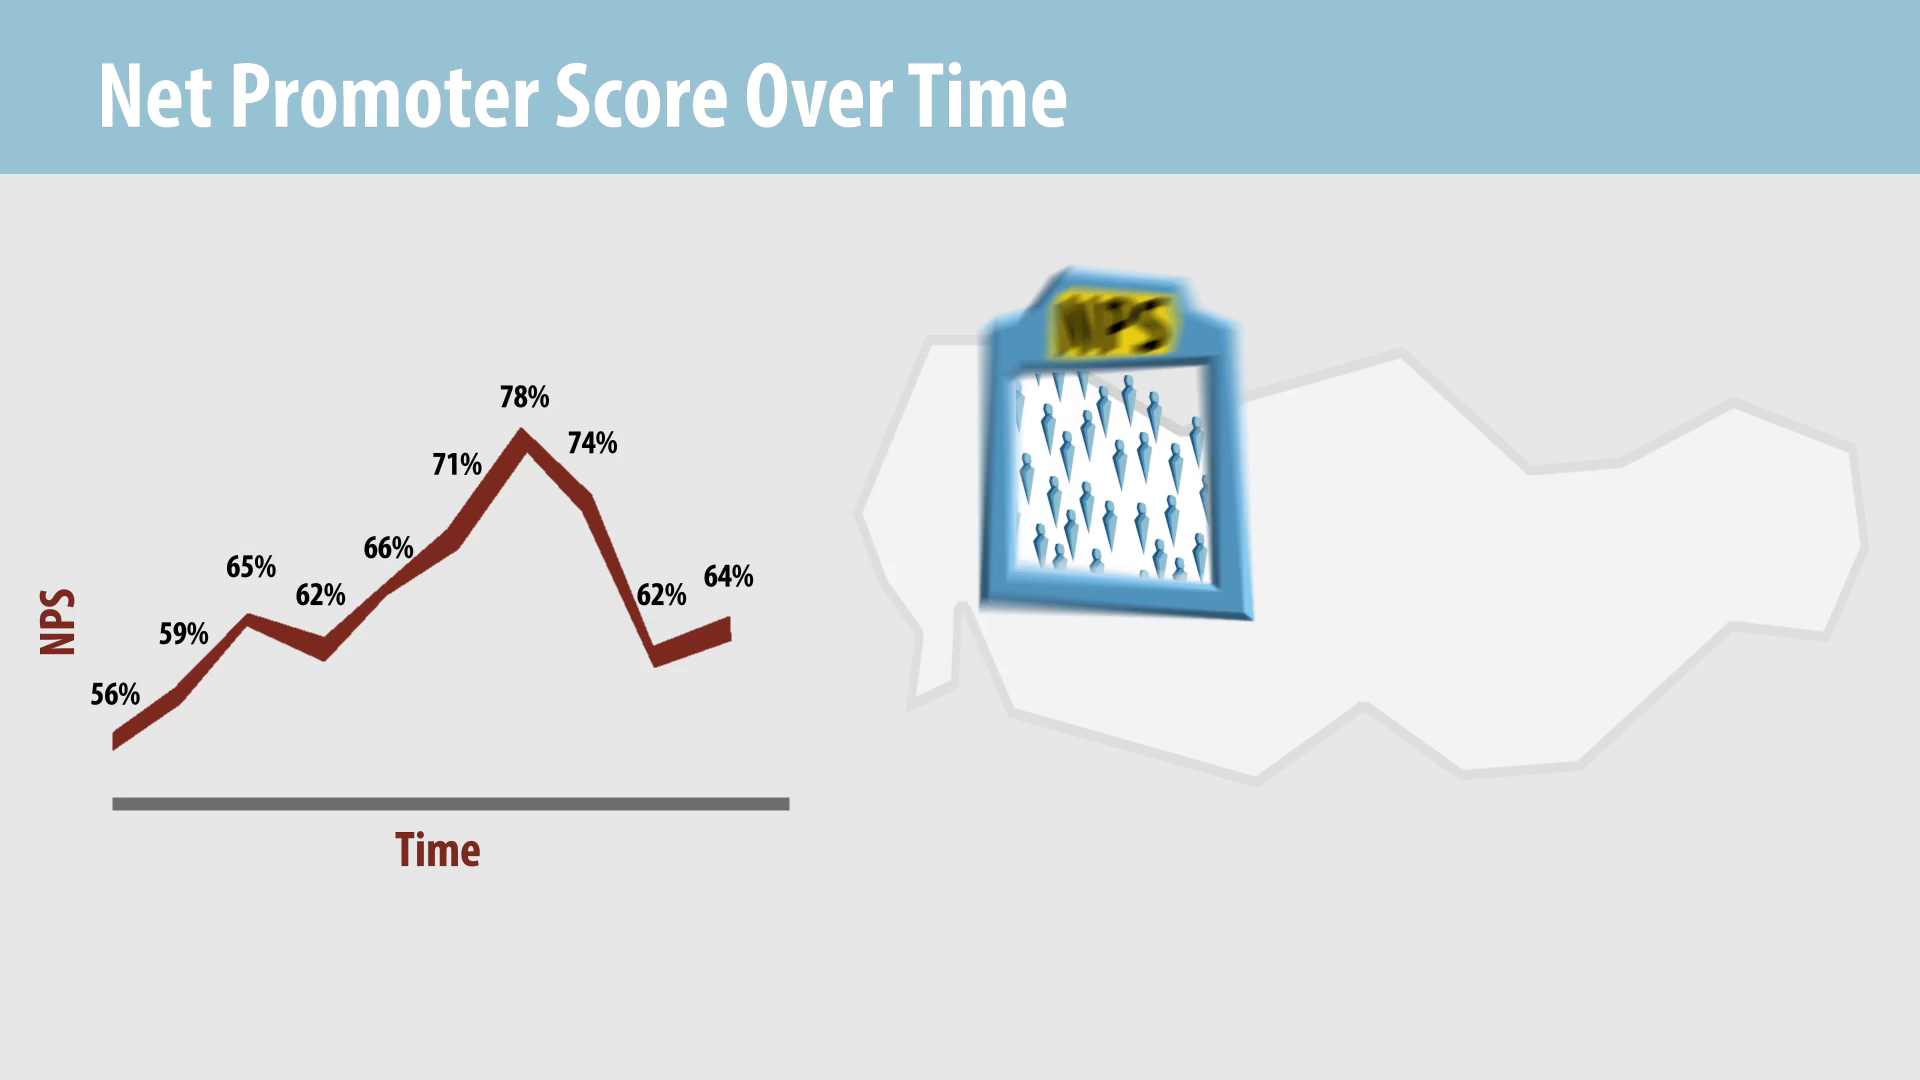 Net Promoter Score Over Time
NPS
78%
74%
71%
65%
66%
62%
62%
64%
59%
56%
NPS
Time